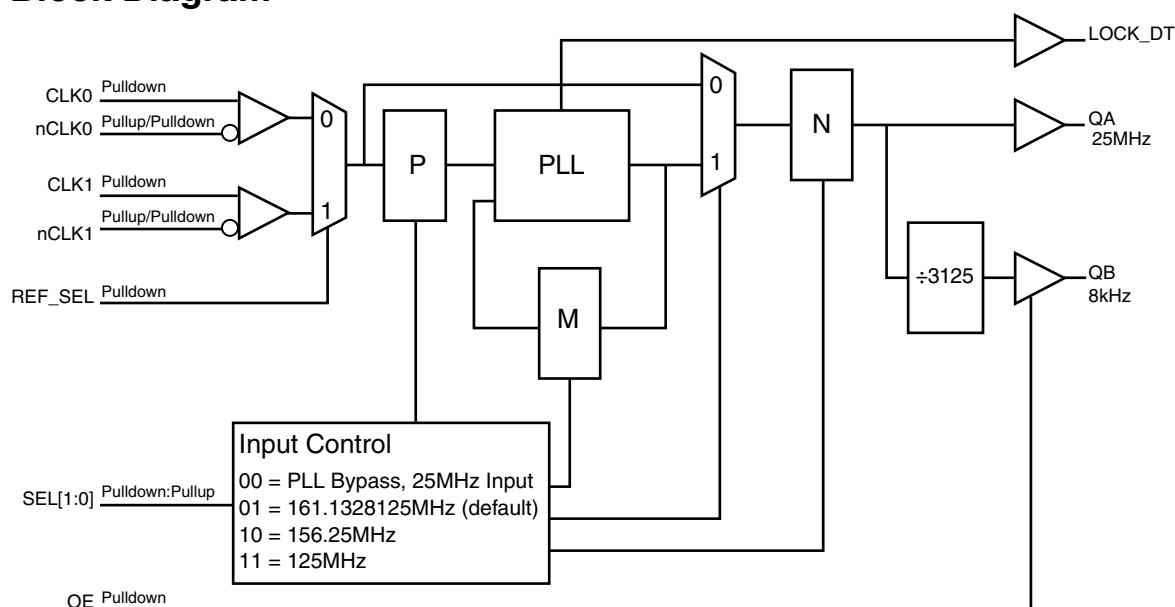 Block Diagram
LOCK_DT
CLK0 Pulldown
nCLK0 Pullup/Pulldown
0
0
P
PLL
N
QA
25MHz
CLK1 Pulldown
nCLK1 Pullup/Pulldown
1
1
REF_SEL Pulldown
M
÷3125
QB
8kHz
Input Control
00 = PLL Bypass, 25MHz Input
01 = 161.1328125MHz (default)
10 = 156.25MHz
11 = 125MHz
SEL[1:0] Pulldown:Pullup
OE Pulldown